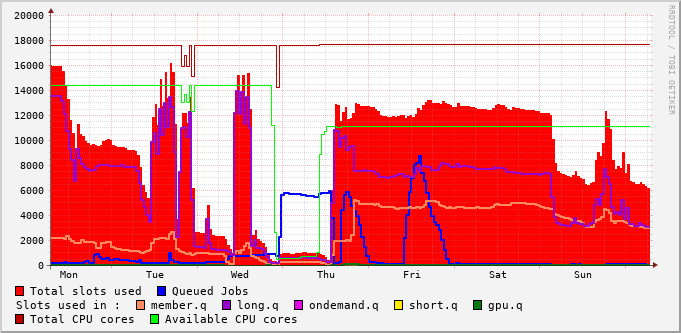 20000
18000
16000
14000
12000
10000
8000
6000
4000
2000
0
Mon Tue Wed Thu Fri Sat Sun
RRDTOOL / TOBI OETIKER
Total slots used Queued Jobs
Slots used in : member.q long.q ondemand.q short.q gpu.q
Total CPU cores Available CPU cores